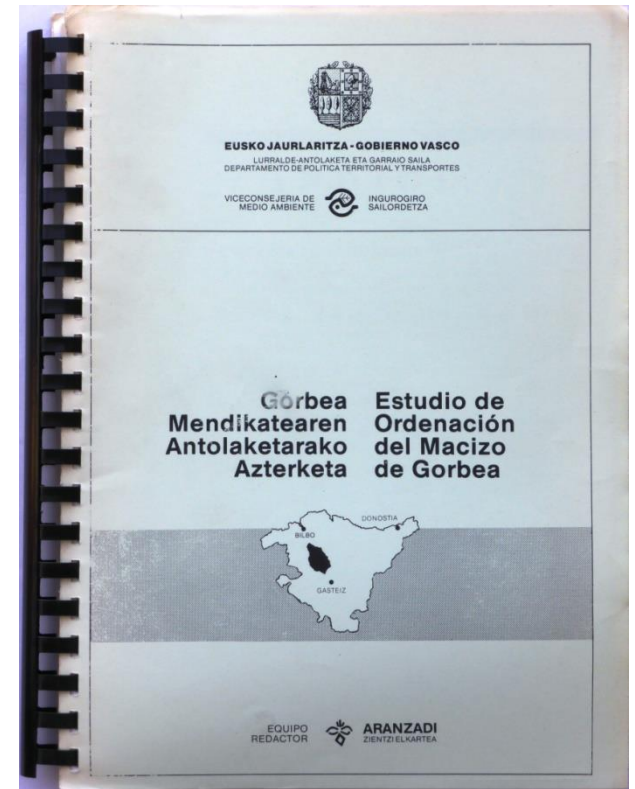 EUSKO JAURLARITZA - GOBIERNO VASCO
LURRALDE-ANTOLAKETA ETA GARRAIO SAILA
DEPARTAMENTO DE POLITICA TERRITORIAL Y TRANSPORTES
VICECONSEJERIA DE
MEDIO AMBIENTE
INGUROGIRO
SAILORDETZA
Gorbea
Mendikatearen
Antolaketarako
Azterketa
Estudio de
Ordenación
del Macizo
de Gorbea
DONOSTIA
BILBO
GASTEIZ
EQUIPO
REDACTOR
ARANZADI
ZIENTZI ELKARTEA